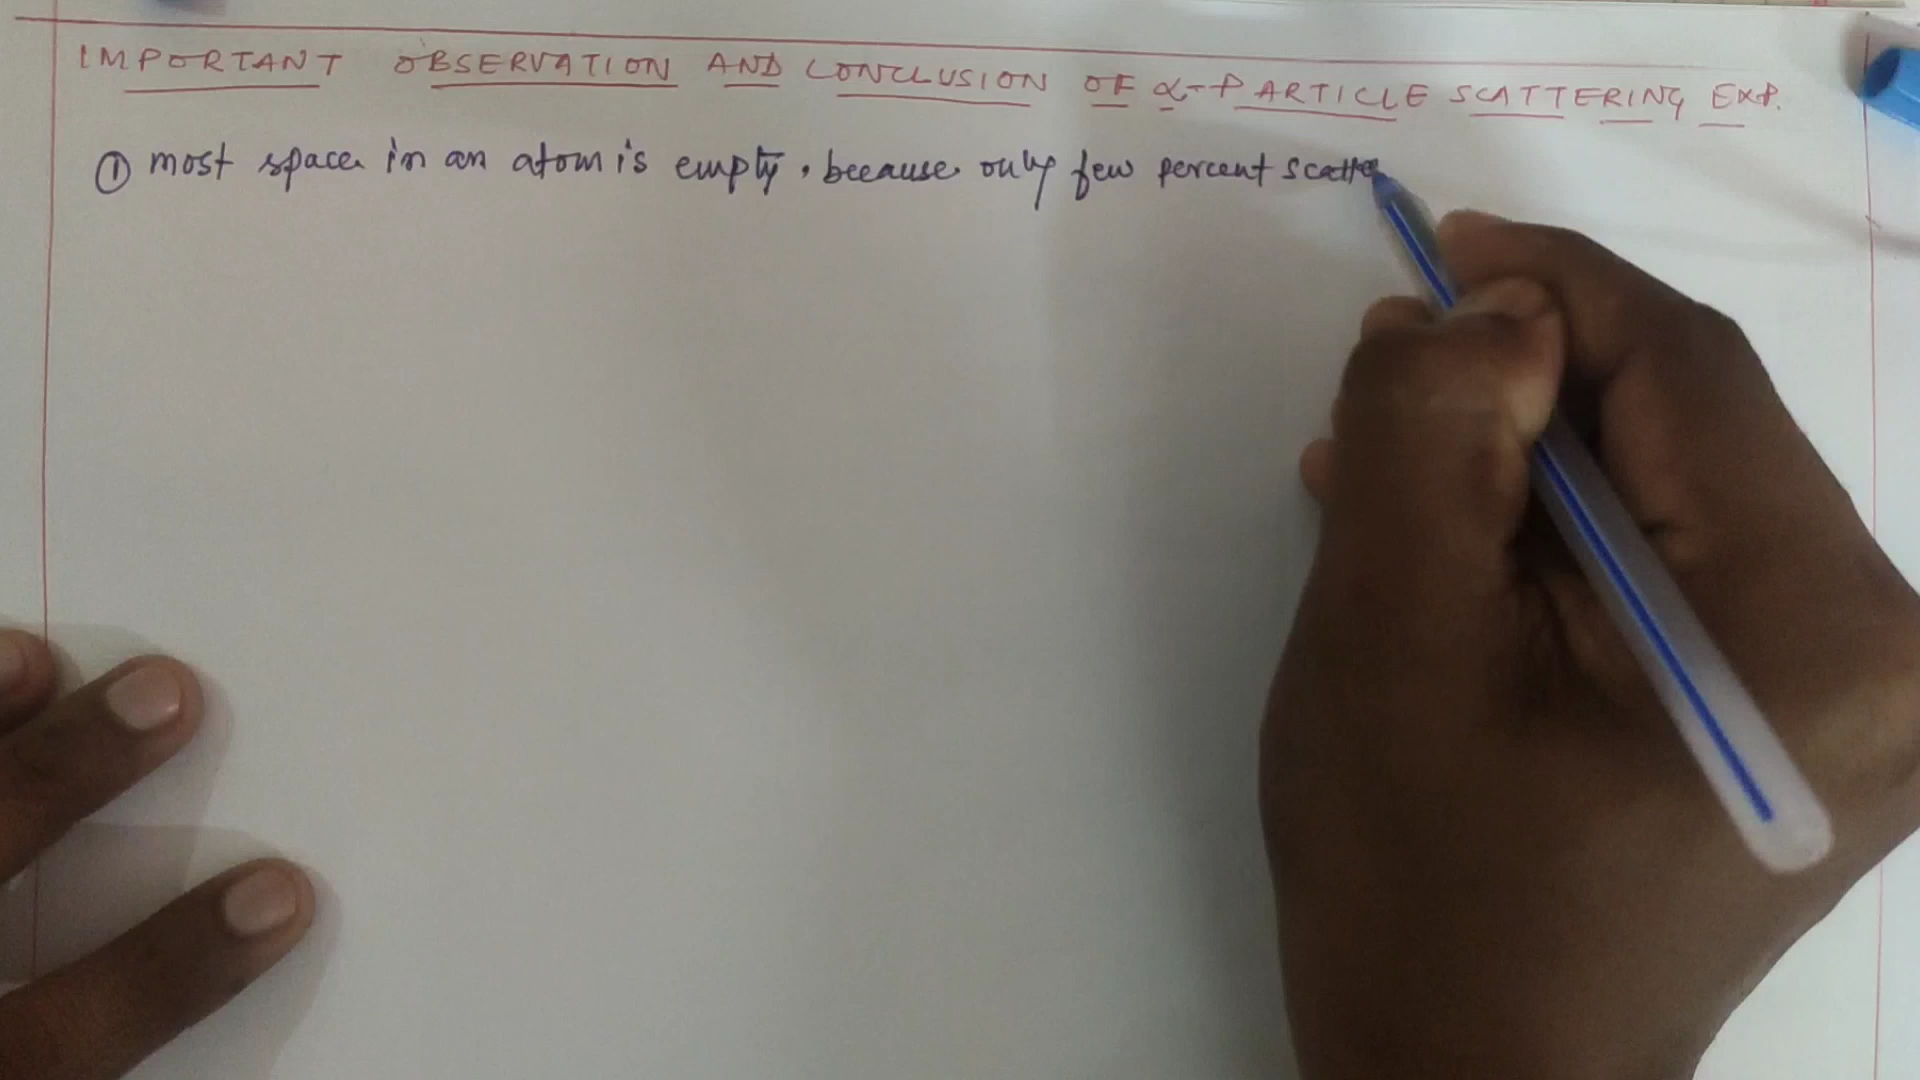 IMPORTANT OBSERVATION AND CONCLUSION OF α-PARTICLE SCATTERING EXP.
① most space in an atom is empty, because only few percent scatte